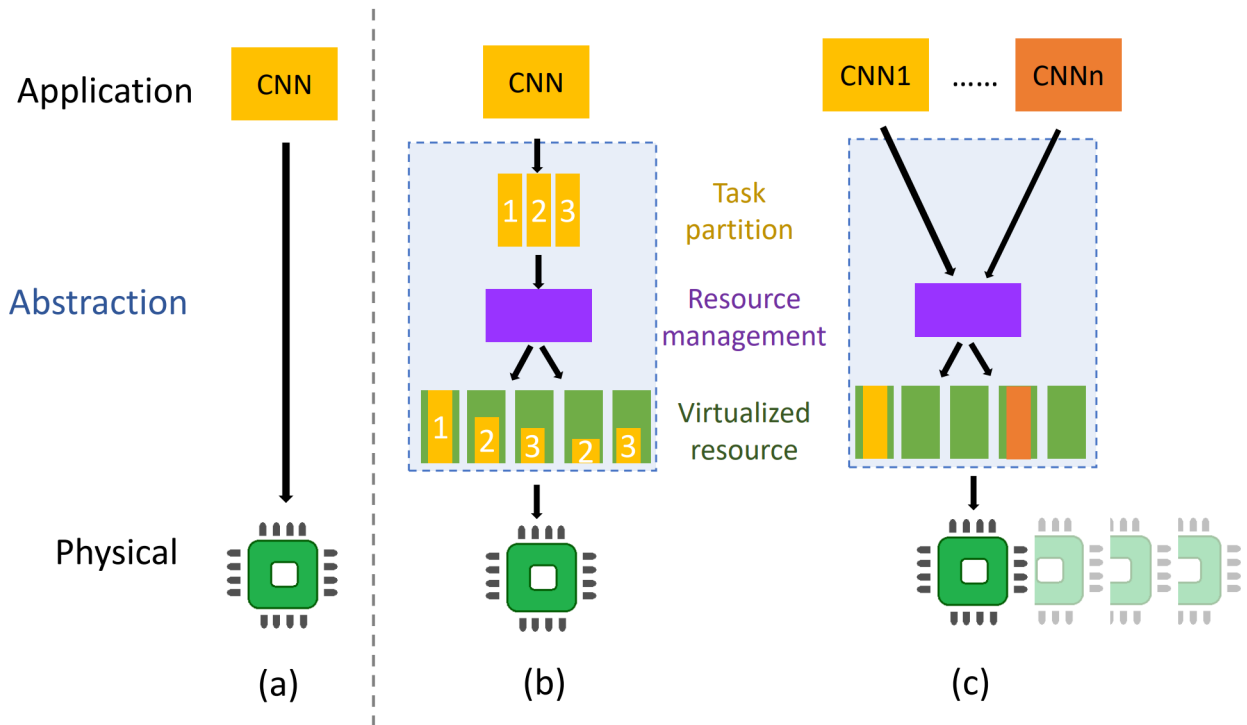 Application
CNN
CNN
CNN1
......
CNNn
1 2 3
Task
partition
Abstraction
Resource
management
1 2 3 2 3
Virtualized
resource
Physical
(a)
(b)
(c)